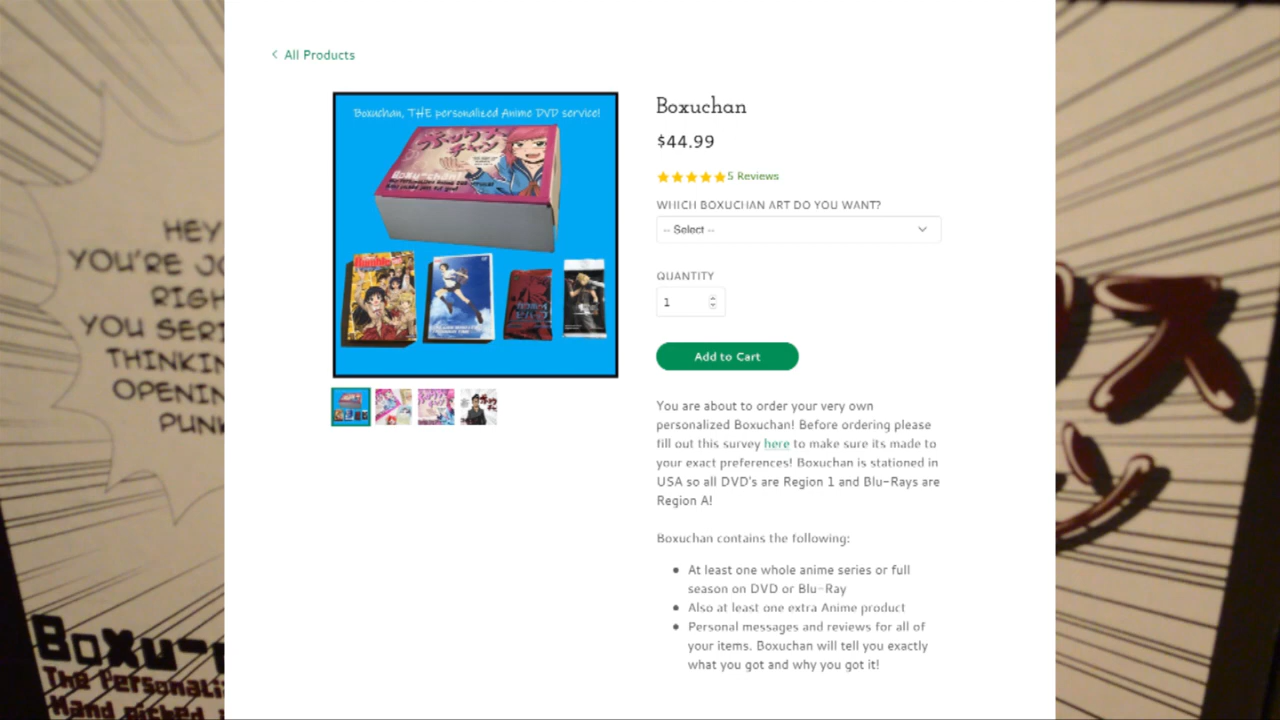 All Products
Boxuchan, THE personalized Anime DVD service!
Boxuchan
$44.99
5 Reviews
WHICH BOXUCHAN ART DO YOU WANT?
-- Select --
QUANTITY
1
Add to Cart
You are about to order your very own
personalized Boxuchan! Before ordering please
fill out this survey here to make sure its made to
your exact preferences! Boxuchan is stationed in
USA so all DVD's are Region 1 and Blu-Rays are
Region A!
Boxuchan contains the following:
At least one whole anime series or full
season on DVD or Blu-Ray
Also at least one extra Anime product
Personal messages and reviews for all of
your items. Boxuchan will tell you exactly
what you got and why you got it!
HEY
YOU'RE
YOU
Boxu-
The
Hand picked